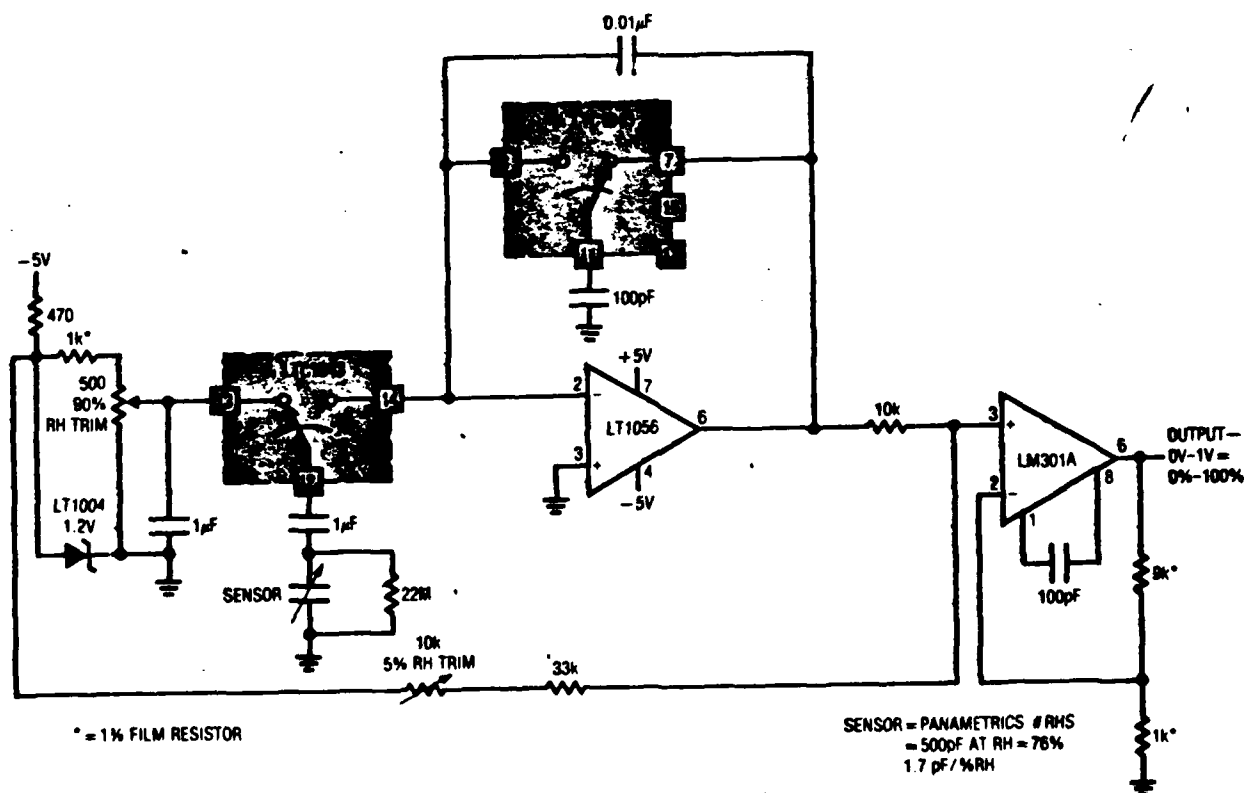 0.01µF
7
100pF
-5V
470
1k*
500
90%
RH TRIM
14
+5V
2
-
7
LT1056
6
3
+
4
-5V
10k
3
+
LM301A
6
8
2
-
1
100pF
OUTPUT-
0V-1V=
0%-100%
LT1004
1.2V
1µF
1µF
SENSOR
22M
9k*
10k
5% RH TRIM
33k
1k*
* = 1% FILM RESISTOR
SENSOR = PANAMETRICS #RHS
= 500pF AT RH = 76%
1.7 pF/%RH